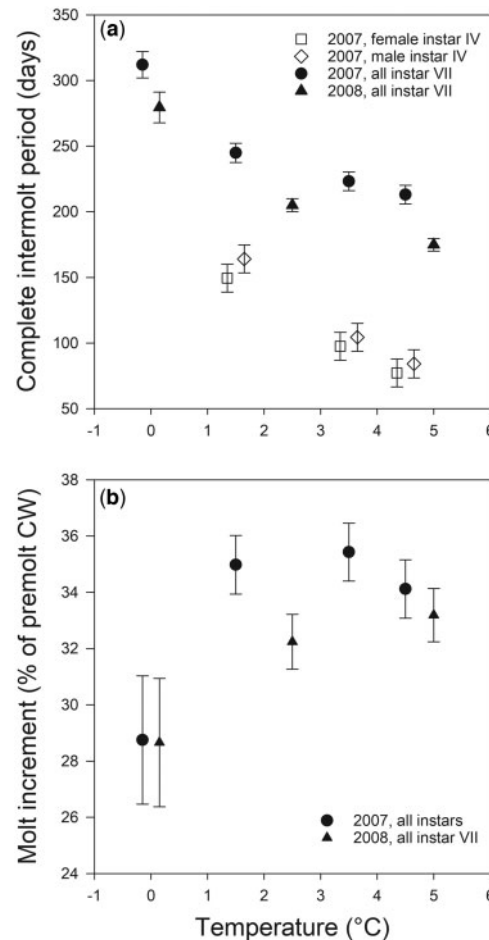 (a)
2007, female instar IV
2007, male instar IV
2007, all instar VII
2008, all instar VII
Complete intermolt period (days)
350
300
250
200
150
100
50
-1 0 1 2 3 4 5 6
(b)
Molt increment (% of premolt CW)
38
36
34
32
30
28
26
24
2007, all instars
2008, all instar VII
-1 0 1 2 3 4 5 6
Temperature (°C)